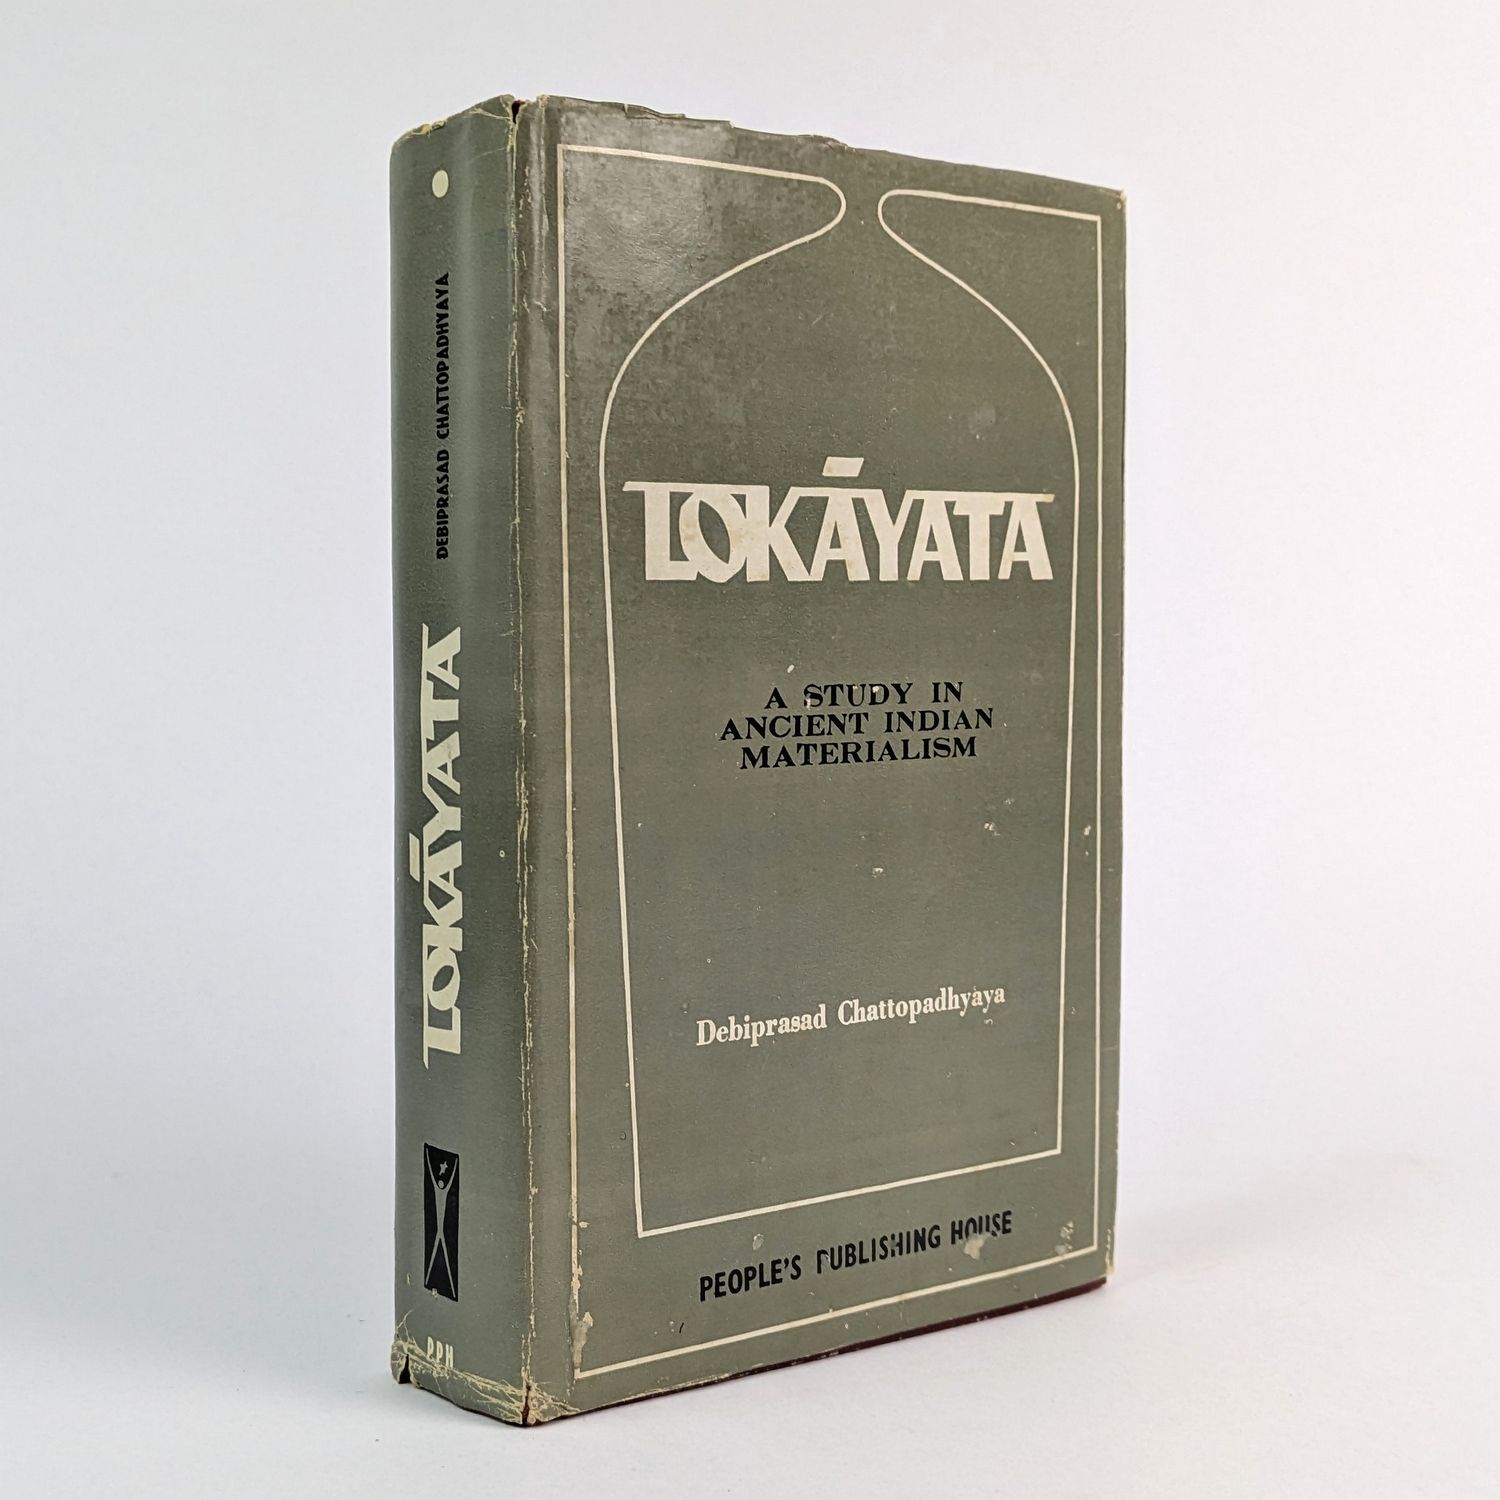 DEBIPRASAD CHATTOPADHYAYA
LOKĀYATA
PPH
LOKĀYATA
A STUDY IN
ANCIENT INDIAN
MATERIALISM
Debiprasad Chattopadhyaya
PEOPLE'S PUBLISHING HOUSE